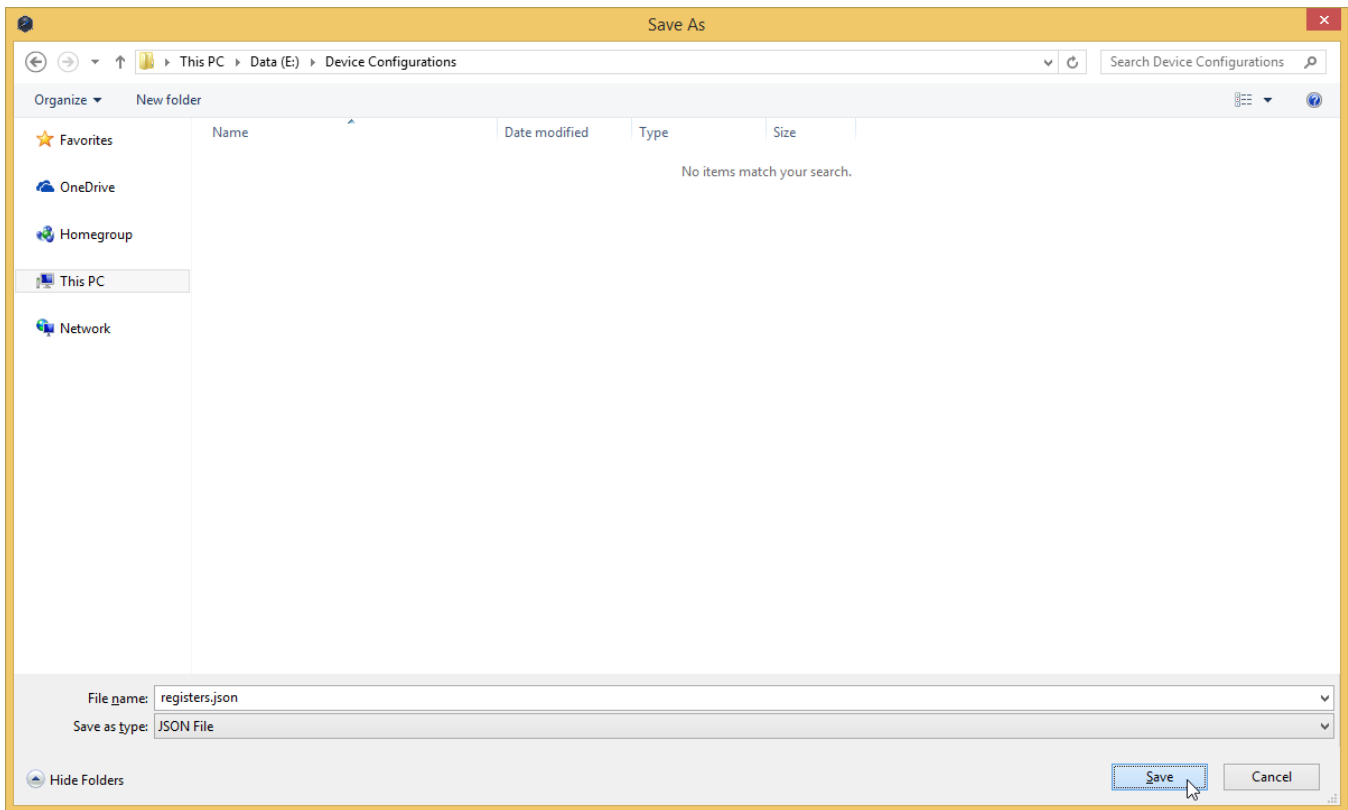 Save As
This PC Data (E:) Device Configurations Search Device Configurations
Organize New folder
Name Date modified Type Size
No items match your search.
Favorites
OneDrive
Homegroup
This PC
Network
File name: registers.json
Save as type: JSON File
Hide Folders Save Cancel